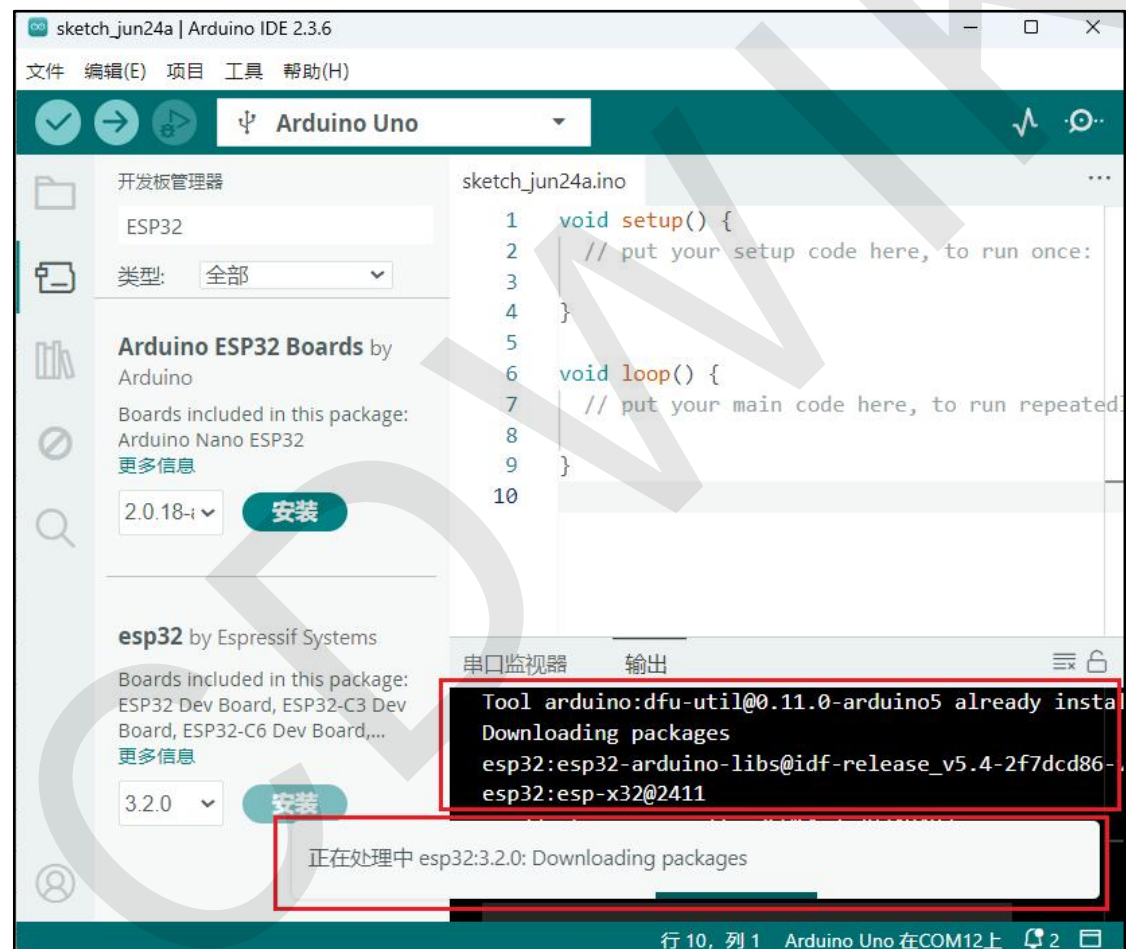 sketch_jun24a | Arduino IDE 2.3.6
文件 编辑(E) 项目 工具 帮助(H)
Arduino Uno
开发板管理器
ESP32
类型: 全部
Arduino ESP32 Boards by
Arduino
Boards included in this package:
Arduino Nano ESP32
更多信息
2.0.18-a 安装
esp32 by Espressif Systems
Boards included in this package:
ESP32 Dev Board, ESP32-C3 Dev
Board, ESP32-C6 Dev Board,...
更多信息
3.2.0 安装
sketch_jun24a.ino
1 void setup() {
2 // put your setup code here, to run once:
3
4 }
5
6 void loop() {
7 // put your main code here, to run repeated
8
9 }
10
串口监视器 输出
Tool arduino:dfu-util@0.11.0-arduino5 already insta
Downloading packages
esp32:esp32-arduino-libs@idf-release_v5.4-2f7dcd86-
esp32:esp-x32@2411
正在处理中 esp32:3.2.0: Downloading packages
行 10, 列 1 Arduino Uno 在COM12上 2